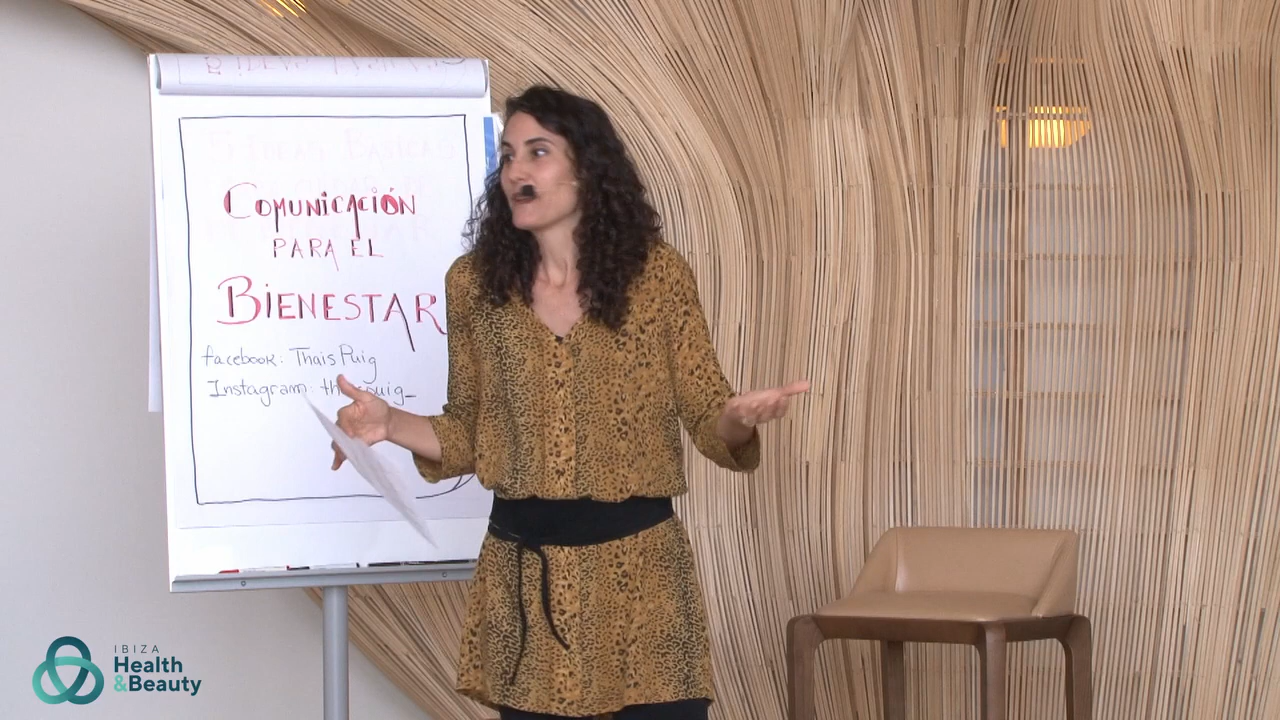 COMUNICACIÓN
PARA EL
BIENESTAR
facebook: Thais Puig
Instagram:
IBIZA
Health
&Beauty